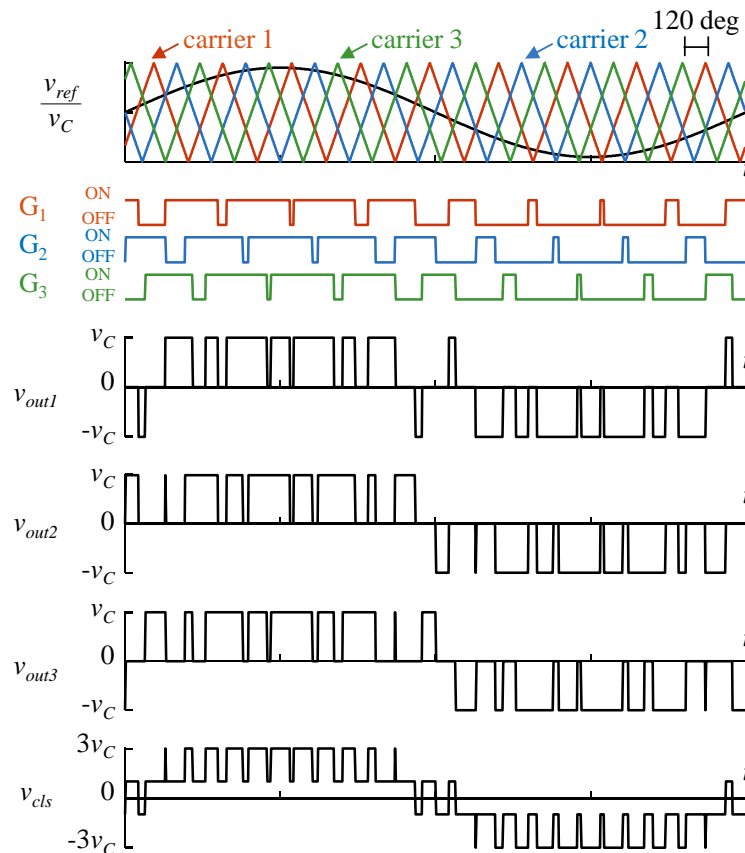 120 deg
carrier 1
carrier 3
carrier 2
v_ref
v_C
G_1
ON
OFF
G_2
ON
OFF
G_3
ON
OFF
v_C
0
v_out1
-v_C
v_C
0
v_out2
-v_C
v_C
0
v_out3
-v_C
3v_C
0
v_cls
-3v_C